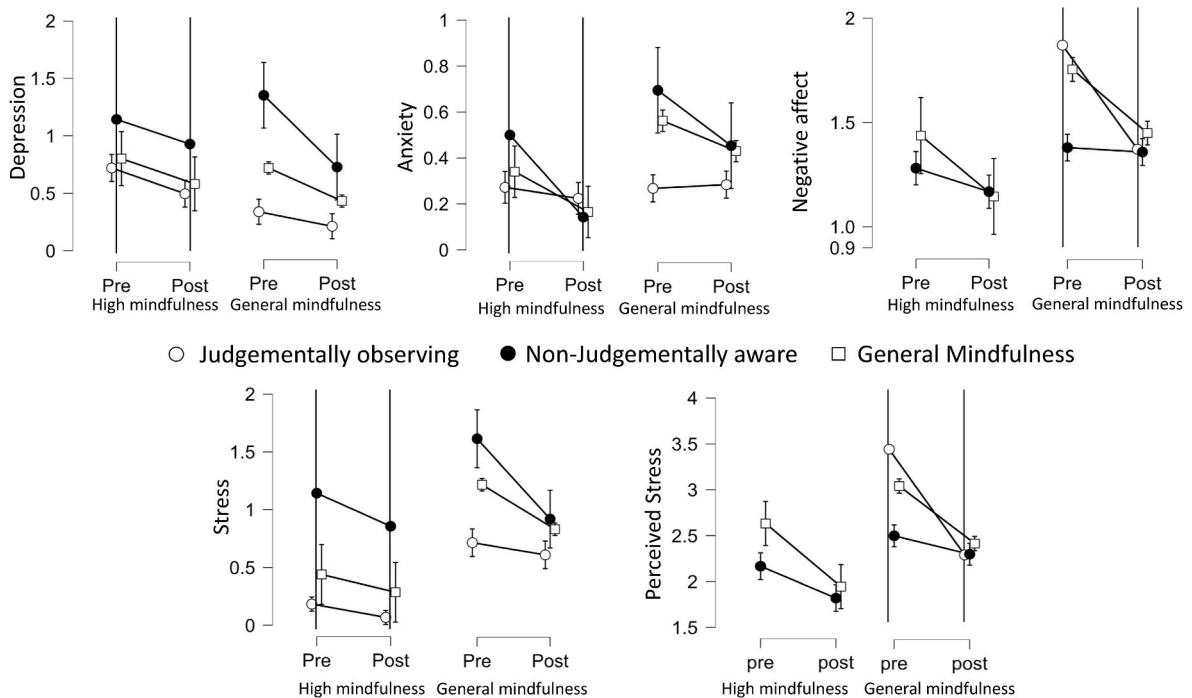 Depression
2
1.5
1
0.5
0
Pre Post Pre Post
High mindfulness General mindfulness
Anxiety
1
0.8
0.6
0.4
0.2
0
Pre Post Pre Post
High mindfulness General mindfulness
Negative affect
2
1.5
1.0
0.9
Pre Post Pre Post
High mindfulness General mindfulness
Judgementally observing Non-Judgementally aware General Mindfulness
Stress
2
1.5
1
0.5
0
Pre Post Pre Post
High mindfulness General mindfulness
Perceived Stress
4
3.5
3
2.5
2
1.5
pre post pre post
High mindfulness General mindfulness